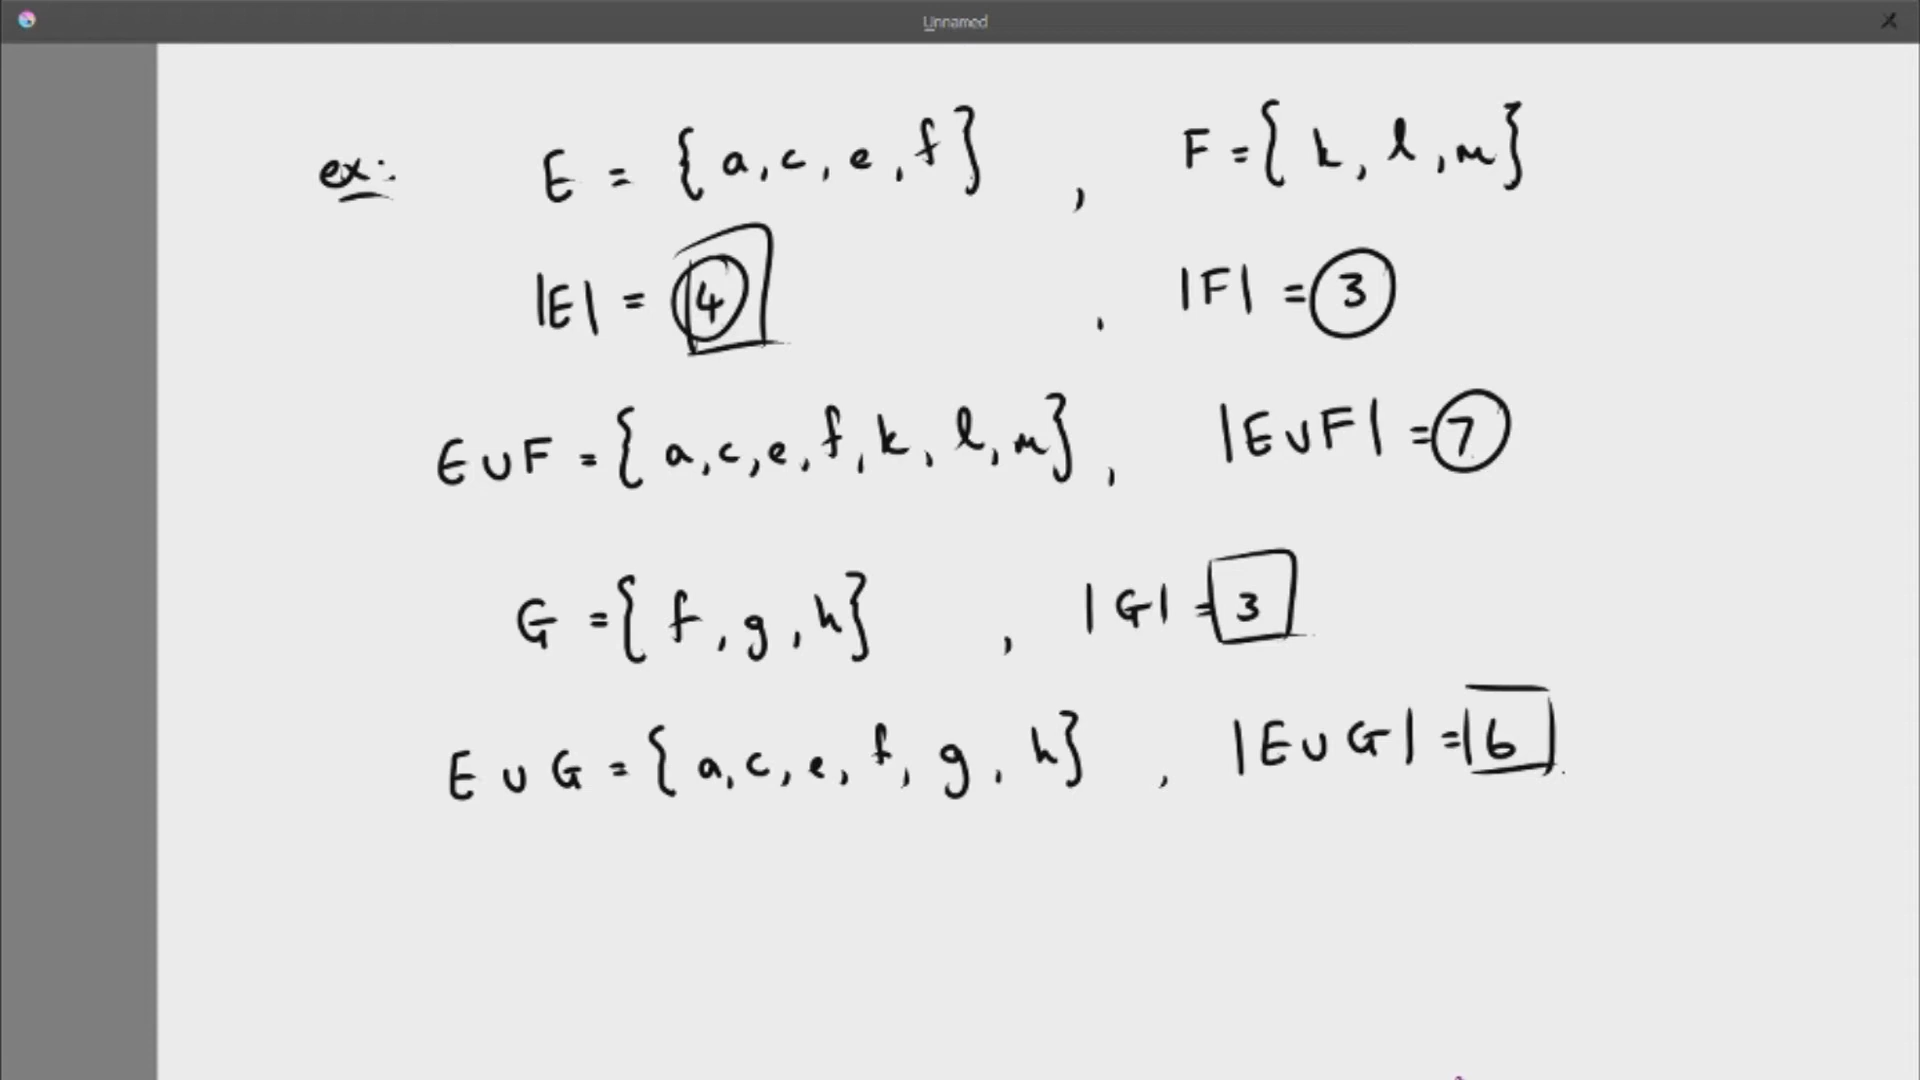 Unnamed
ex: E = {a, c, e, f} , F = {k, l, m}
|E| = 4 , |F| = 3
E∪F = {a, c, e, f, k, l, m} , |E∪F| = 7
G = {f, g, h} , |G| = 3
E∪G = {a, c, e, f, g, h} , |E∪G| = 6